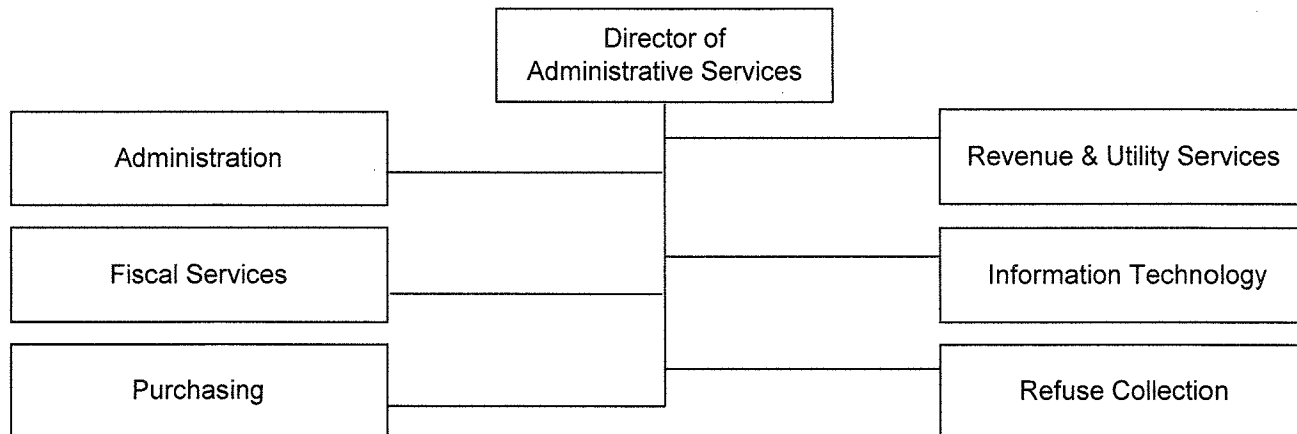 Director of
Administrative Services
Administration
Revenue & Utility Services
Fiscal Services
Information Technology
Purchasing
Refuse Collection